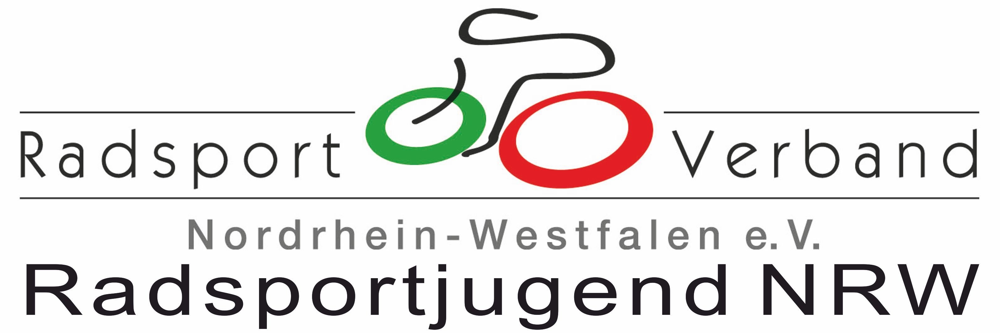 Radsport Verband
Nordrhein-Westfalen e.V.
Radsportjugend NRW